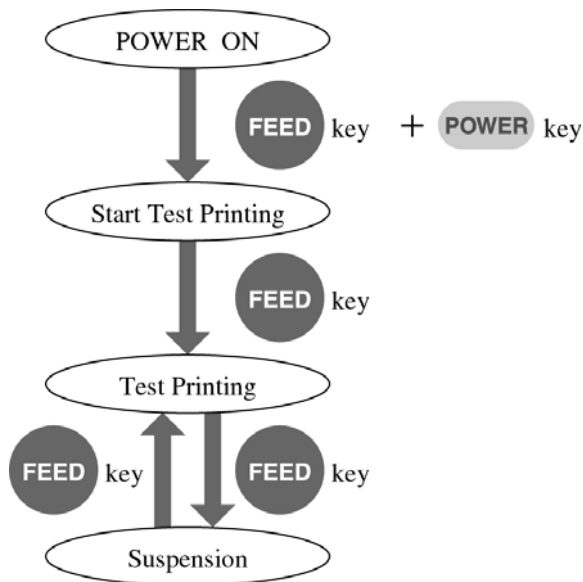 POWER ON
FEED key + POWER key
Start Test Printing
FEED key
Test Printing
FEED key FEED key
Suspension